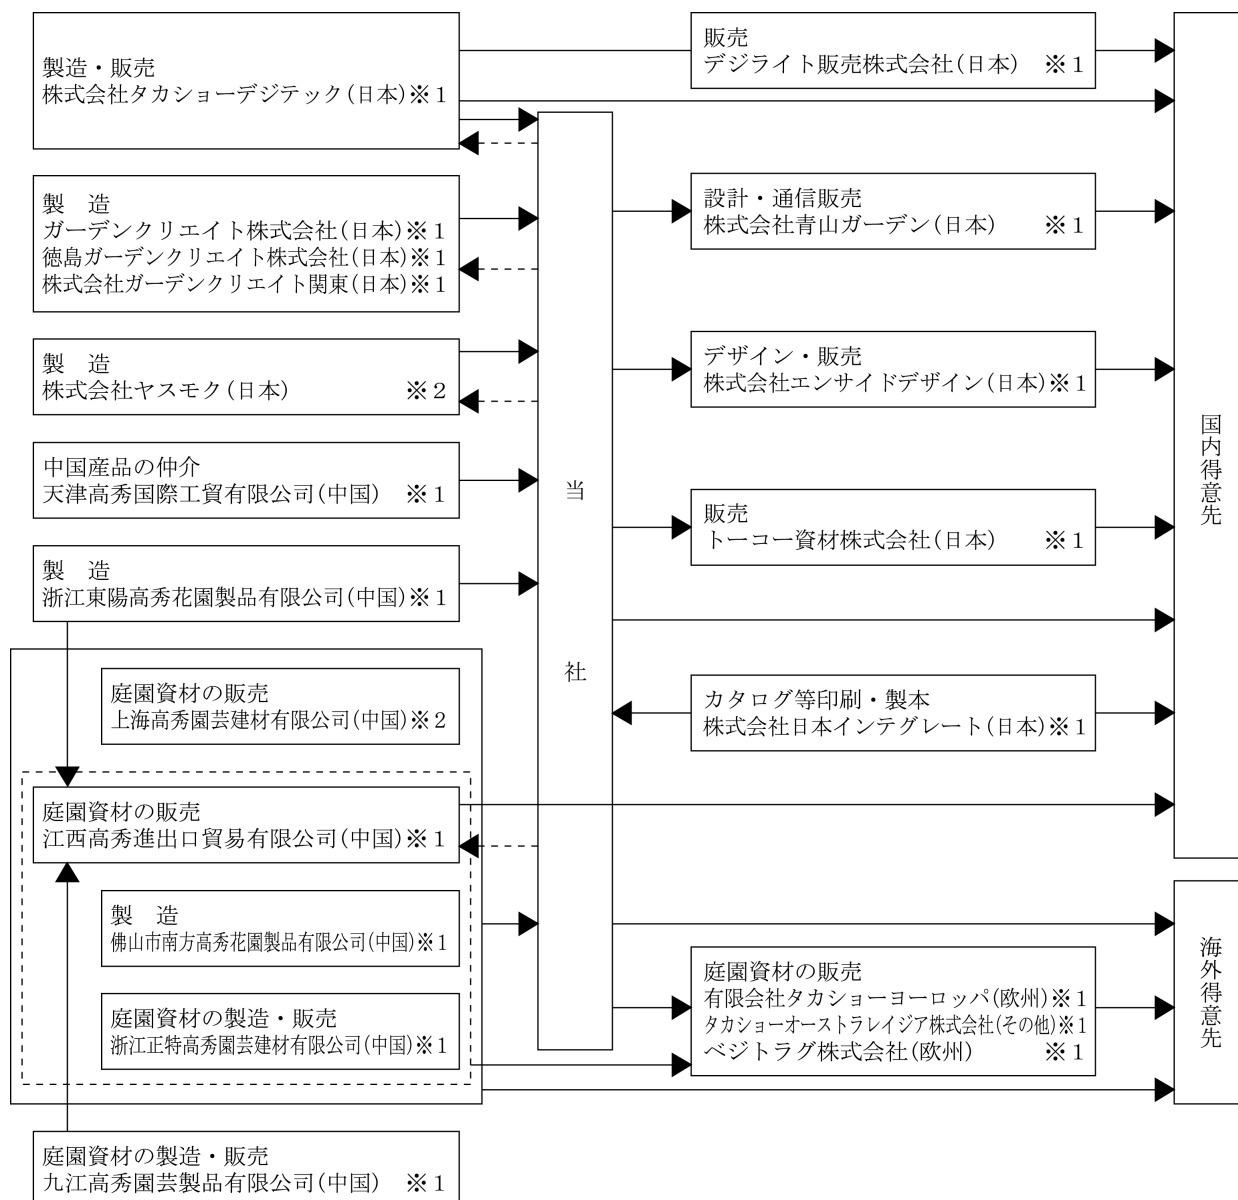 製造・販売
株式会社タカショーデジテック(日本)※1
製　造
ガーデンクリエイト株式会社(日本)※1
徳島ガーデンクリエイト株式会社(日本)※1
株式会社ガーデンクリエイト関東(日本)※1
製　造
株式会社ヤスモク(日本)　※2
中国産品の仲介
天津高秀国際工貿有限公司(中国)　※1
製　造
浙江東陽高秀花園製品有限公司(中国)※1
庭園資材の販売
上海高秀園芸建材有限公司(中国)※2
庭園資材の販売
江西高秀進出口貿易有限公司(中国)※1
製　造
佛山市南方高秀花園製品有限公司(中国)※1
庭園資材の製造・販売
浙江正特高秀園芸建材有限公司(中国)※1
庭園資材の製造・販売
九江高秀園芸製品有限公司(中国)　※1
当社
販売
デジライト販売株式会社(日本)　※1
設計・通信販売
株式会社青山ガーデン(日本)　※1
デザイン・販売
株式会社エンサイドデザイン(日本)※1
販売
トーコー資材株式会社(日本)　※1
カタログ等印刷・製本
株式会社日本インテグレート(日本)※1
庭園資材の販売
有限会社タカショーヨーロッパ(欧州)※1
タカショーオーストラレイジア株式会社(その他)※1
ベジトラグ株式会社(欧州)　※1
国内得意先
海外得意先